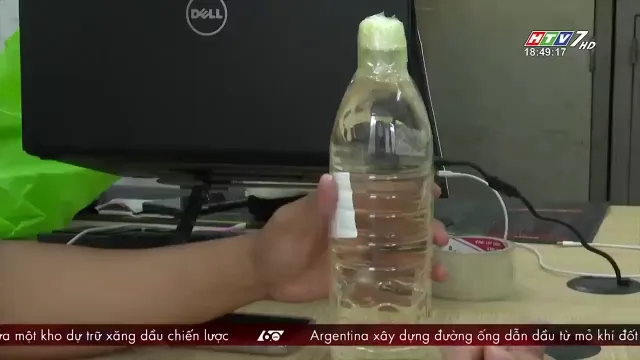 DELL
HTV7 HD
18:49:17
một kho dự trữ xăng dầu chiến lược 60 Argentina xây dựng đường ống dẫn dầu từ mỏ khí đốt